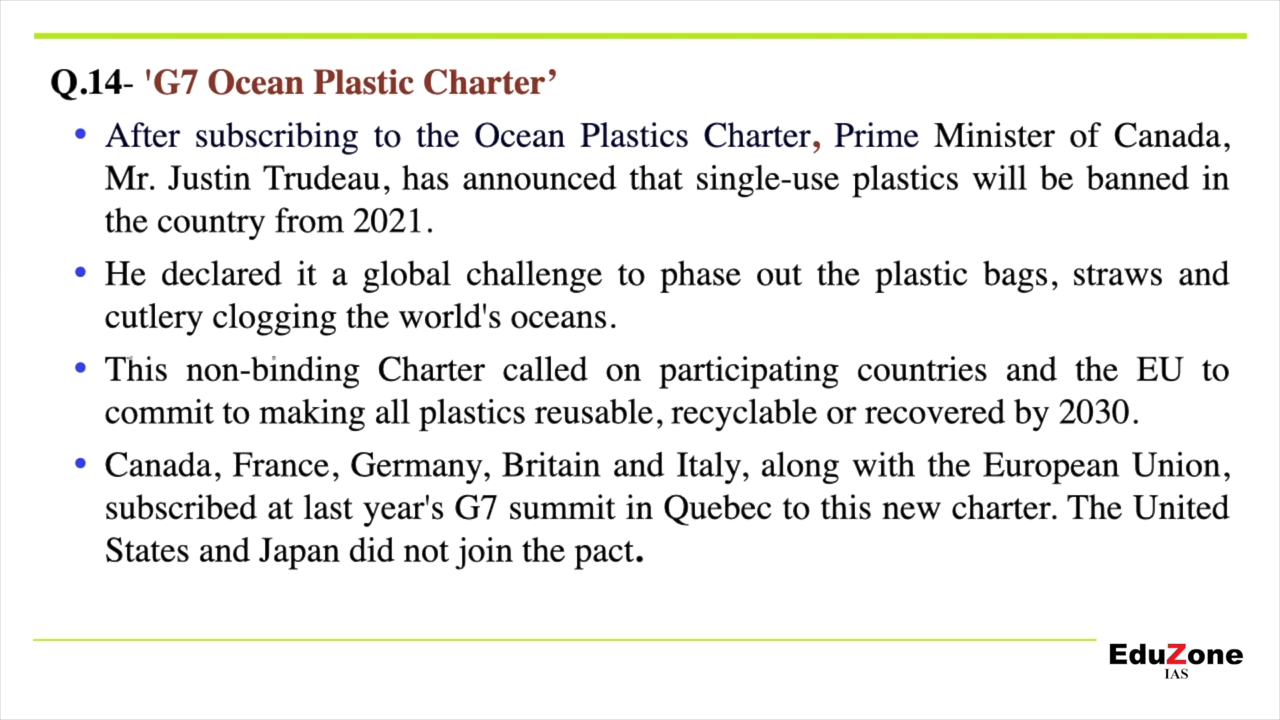 Q.14- 'G7 Ocean Plastic Charter’
• After subscribing to the Ocean Plastics Charter, Prime Minister of Canada,
Mr. Justin Trudeau, has announced that single-use plastics will be banned in
the country from 2021.
• He declared it a global challenge to phase out the plastic bags, straws and
cutlery clogging the world's oceans.
• This non-binding Charter called on participating countries and the EU to
commit to making all plastics reusable, recyclable or recovered by 2030.
• Canada, France, Germany, Britain and Italy, along with the European Union,
subscribed at last year's G7 summit in Quebec to this new charter. The United
States and Japan did not join the pact.
EduZone
IAS